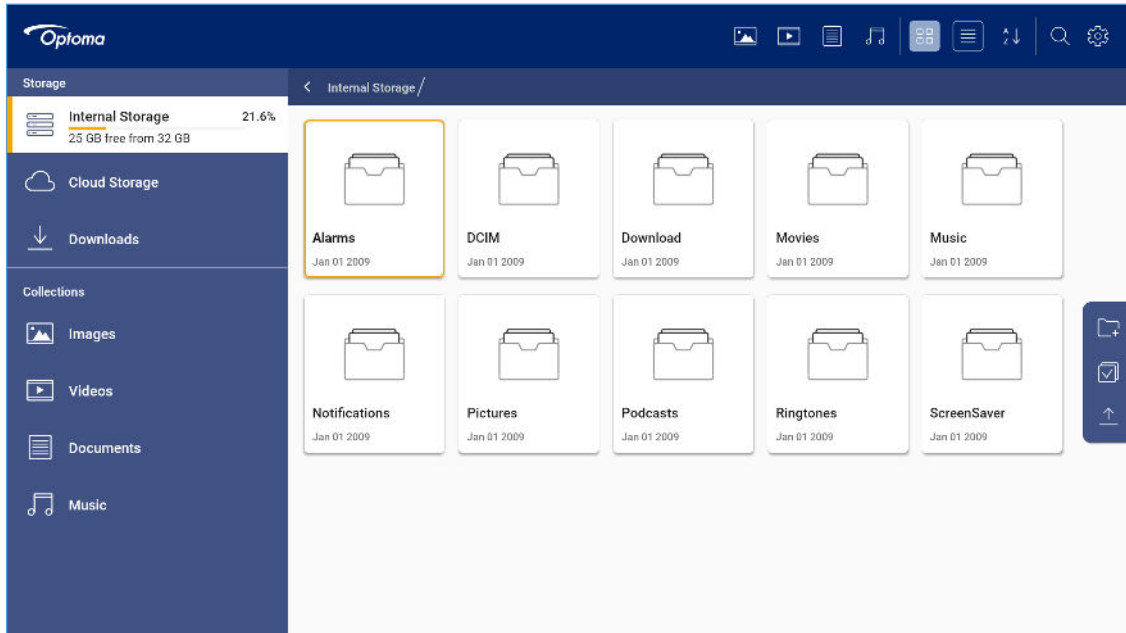 Optoma
Storage
Internal Storage 21.6%
25 GB free from 32 GB
Cloud Storage
Downloads
Collections
Images
Videos
Documents
Music
Internal Storage /
Alarms
Jan 01 2009
DCIM
Jan 01 2009
Download
Jan 01 2009
Movies
Jan 01 2009
Music
Jan 01 2009
Notifications
Jan 01 2009
Pictures
Jan 01 2009
Podcasts
Jan 01 2009
Ringtones
Jan 01 2009
ScreenSaver
Jan 01 2009